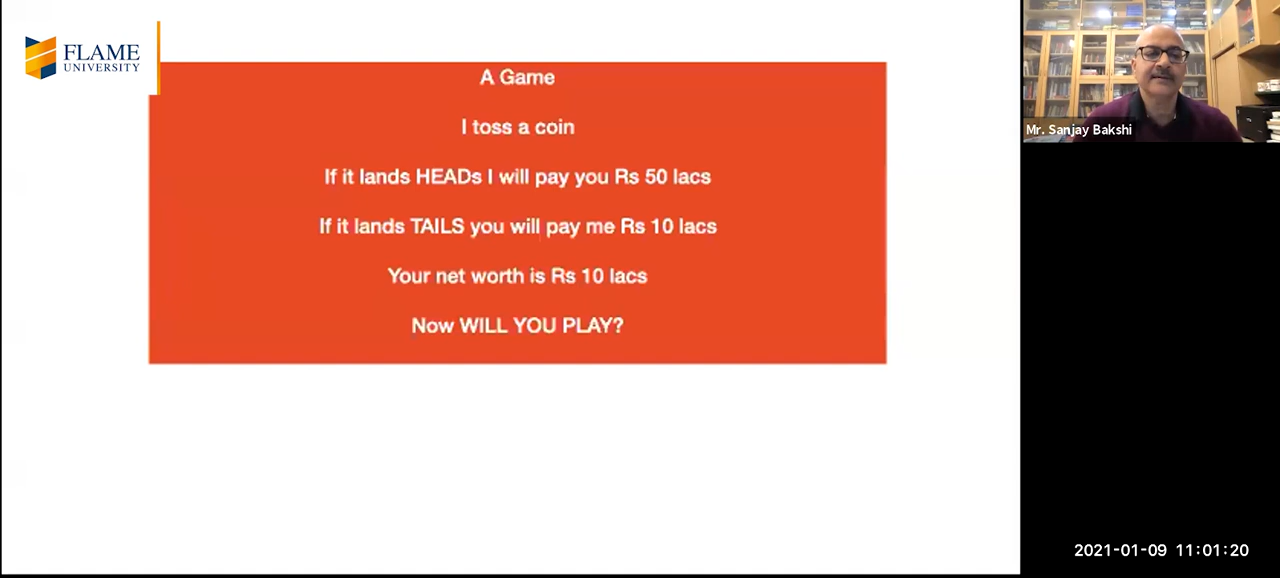 FLAME
UNIVERSITY
A Game
I toss a coin
If it lands HEADs I will pay you Rs 50 lacs
If it lands TAILS you will pay me Rs 10 lacs
Your net worth is Rs 10 lacs
Now WILL YOU PLAY?
Mr. Sanjay Bakshi
2021-01-09 11:01:20